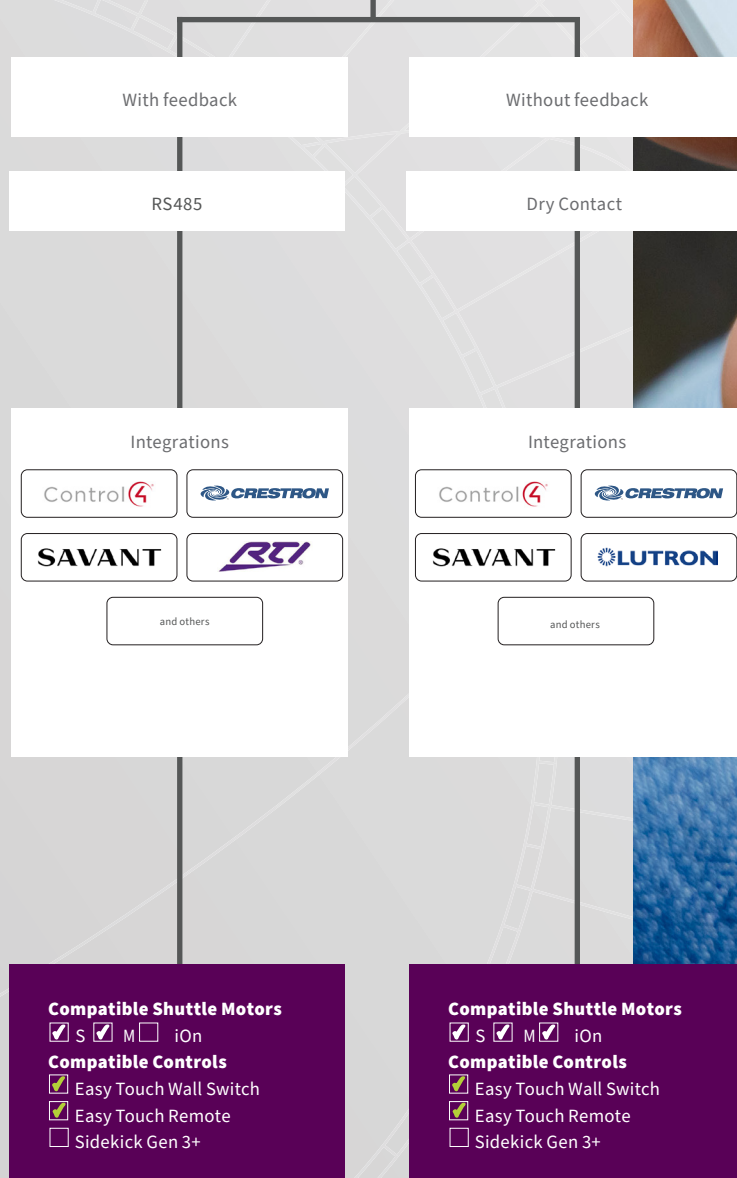 With feedback
RS485
Integrations
Control4
CRESTRON
SAVANT
RTI
and others
Compatible Shuttle Motors
S M iOn
Compatible Controls
Easy Touch Wall Switch
Easy Touch Remote
Sidekick Gen 3+
Without feedback
Dry Contact
Integrations
Control4
CRESTRON
SAVANT
LUTRON
and others
Compatible Shuttle Motors
S M iOn
Compatible Controls
Easy Touch Wall Switch
Easy Touch Remote
Sidekick Gen 3+